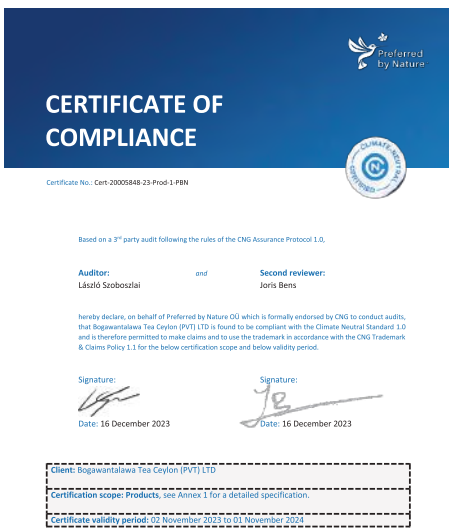 Preferred
by Nature
CERTIFICATE OF
COMPLIANCE
CLIMATE-NEUTRAL
CERTIFIED
Certificate No.: Cert-20005848-23-Prod-1-PBN
Based on a 3rd party audit following the rules of the CNG Assurance Protocol 1.0,
Auditor: and Second reviewer:
László Szoboszlai Joris Bens
hereby declare, on behalf of Preferred by Nature OÜ which is formally endorsed by CNG to conduct audits,
that Bogawantalawa Tea Ceylon (PVT) LTD is found to be compliant with the Climate Neutral Standard 1.0
and is therefore permitted to make claims and to use the trademark in accordance with the CNG Trademark
& Claims Policy 1.1 for the below certification scope and below validity period.
Signature: Signature:
Date: 16 December 2023 Date: 16 December 2023
Client: Bogawantalawa Tea Ceylon (PVT) LTD
Certification scope: Products, see Annex 1 for a detailed specification.
Certificate validity period: 02 November 2023 to 01 November 2024